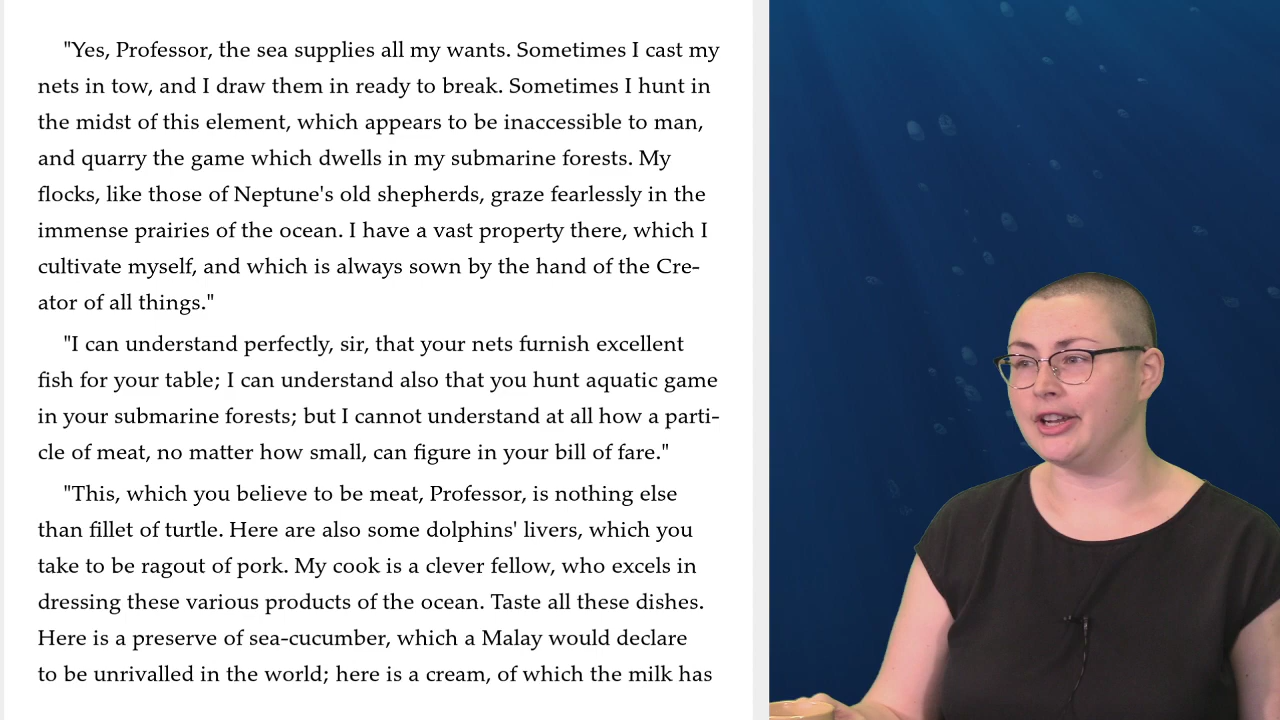 "Yes, Professor, the sea supplies all my wants. Sometimes I cast my
nets in tow, and I draw them in ready to break. Sometimes I hunt in
the midst of this element, which appears to be inaccessible to man,
and quarry the game which dwells in my submarine forests. My
flocks, like those of Neptune's old shepherds, graze fearlessly in the
immense prairies of the ocean. I have a vast property there, which I
cultivate myself, and which is always sown by the hand of the Cre-
ator of all things."
"I can understand perfectly, sir, that your nets furnish excellent
fish for your table; I can understand also that you hunt aquatic game
in your submarine forests; but I cannot understand at all how a parti-
cle of meat, no matter how small, can figure in your bill of fare."
"This, which you believe to be meat, Professor, is nothing else
than fillet of turtle. Here are also some dolphins' livers, which you
take to be ragout of pork. My cook is a clever fellow, who excels in
dressing these various products of the ocean. Taste all these dishes.
Here is a preserve of sea-cucumber, which a Malay would declare
to be unrivalled in the world; here is a cream, of which the milk has